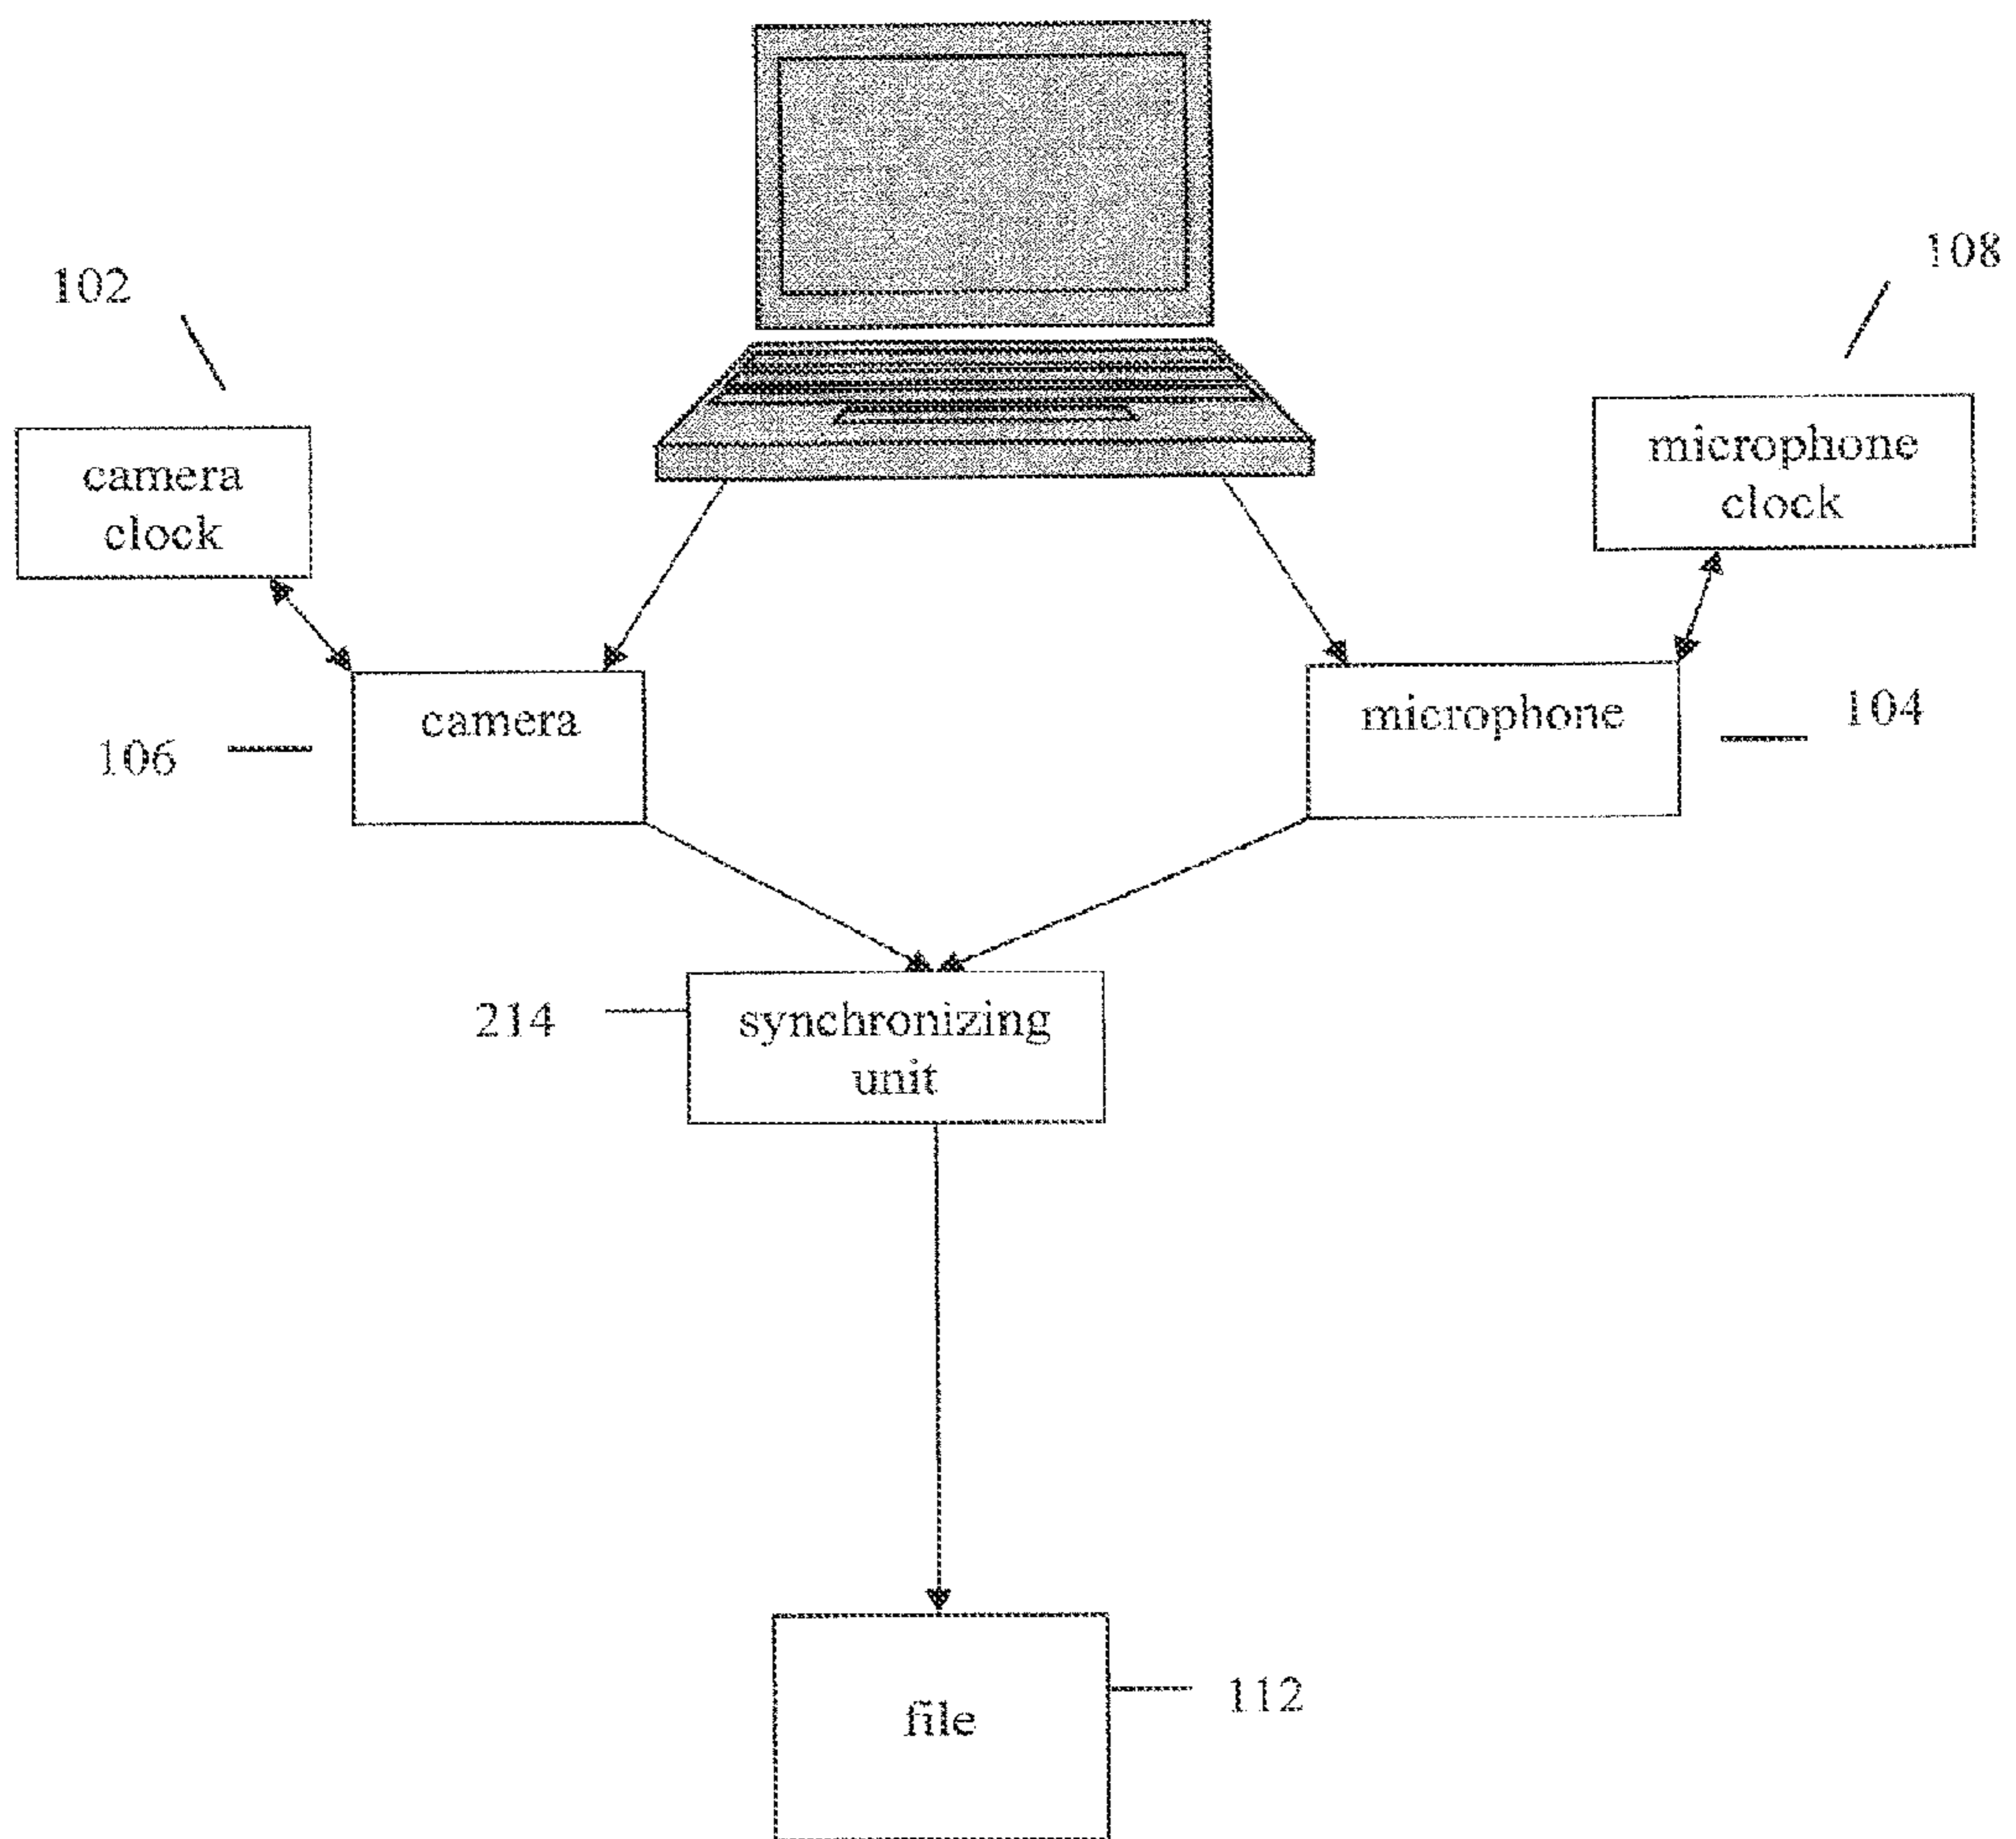 108
102
microphone
clock
camera
clock
104
microphone
camera
106
214
synchronizing
unit
112
file